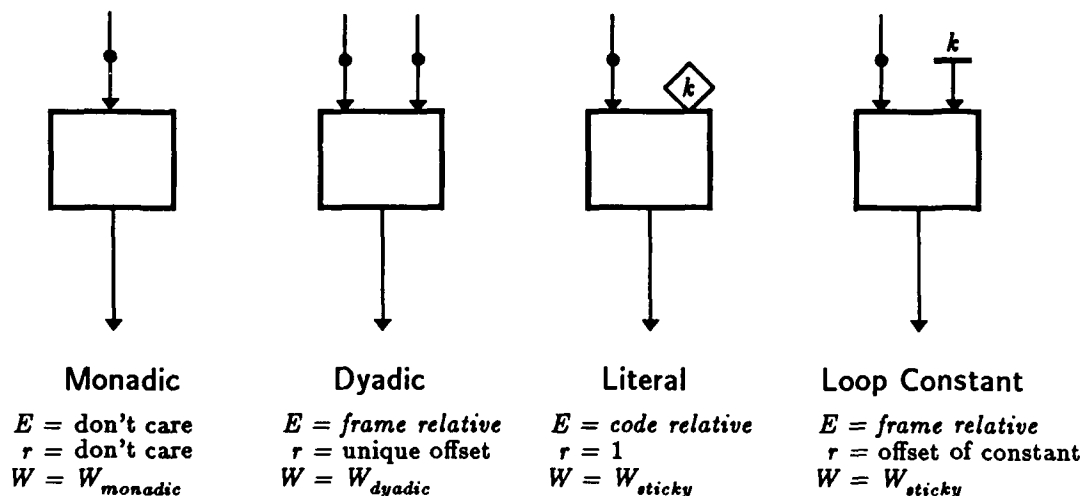 k
k
Monadic Dyadic Literal Loop Constant
E = don't care E = frame relative E = code relative E = frame relative
r = don't care r = unique offset r = 1 r = offset of constant
W = W_monadic W = W_dyadic W = W_sticky W = W_sticky